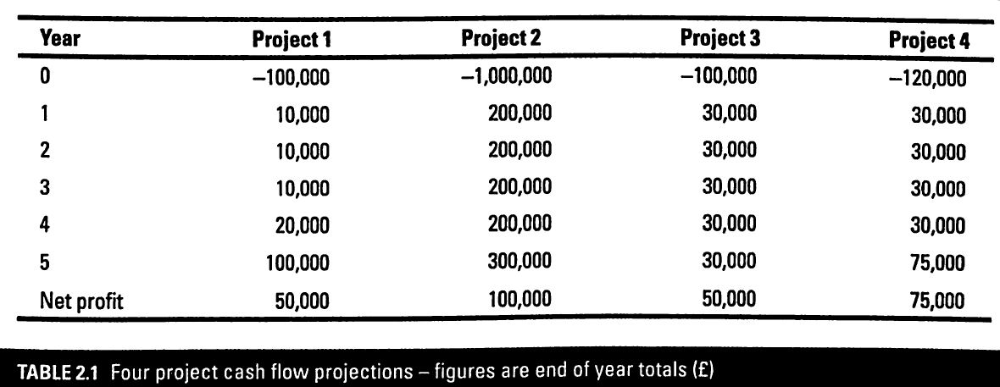 Year Project 1 Project 2 Project 3 Project 4
0 –100,000 –1,000,000 –100,000 –120,000
1 10,000 200,000 30,000 30,000
2 10,000 200,000 30,000 30,000
3 10,000 200,000 30,000 30,000
4 20,000 200,000 30,000 30,000
5 100,000 300,000 30,000 75,000
Net profit 50,000 100,000 50,000 75,000
TABLE 2.1 Four project cash flow projections – figures are end of year totals (£)